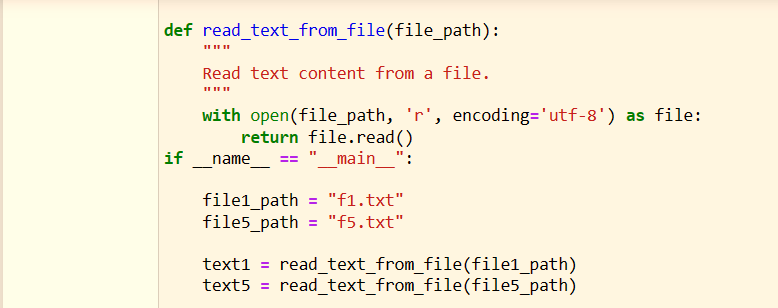 def read_text_from_file(file_path):
    """
    Read text content from a file.
    """
    with open(file_path, 'r', encoding='utf-8') as file:
        return file.read()
if __name__ == "__main__":
    file1_path = "f1.txt"
    file5_path = "f5.txt"
    text1 = read_text_from_file(file1_path)
    text5 = read_text_from_file(file5_path)